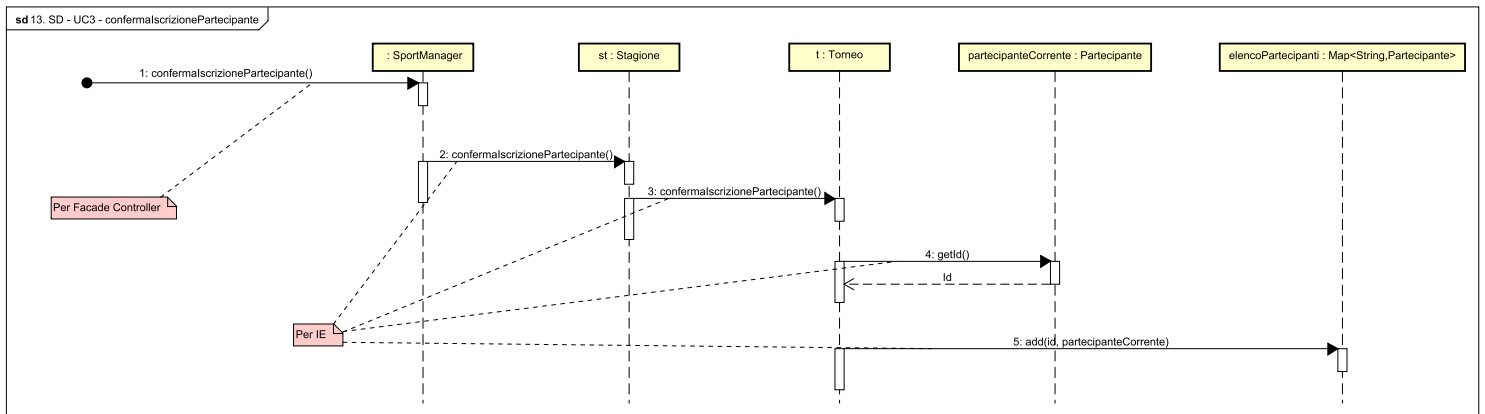 sd 13. SD - UC3 - confermaIscrizionePartecipante
: SportManager
st : Stagione
t : Torneo
partecipanteCorrente : Partecipante
elencoPartecipanti : Map<String,Partecipante>
1: confermaIscrizionePartecipante()
2: confermaIscrizionePartecipante()
3: confermaIscrizionePartecipante()
Per Facade Controller
4: getId()
Id
Per IE
5: add(id, partecipanteCorrente)